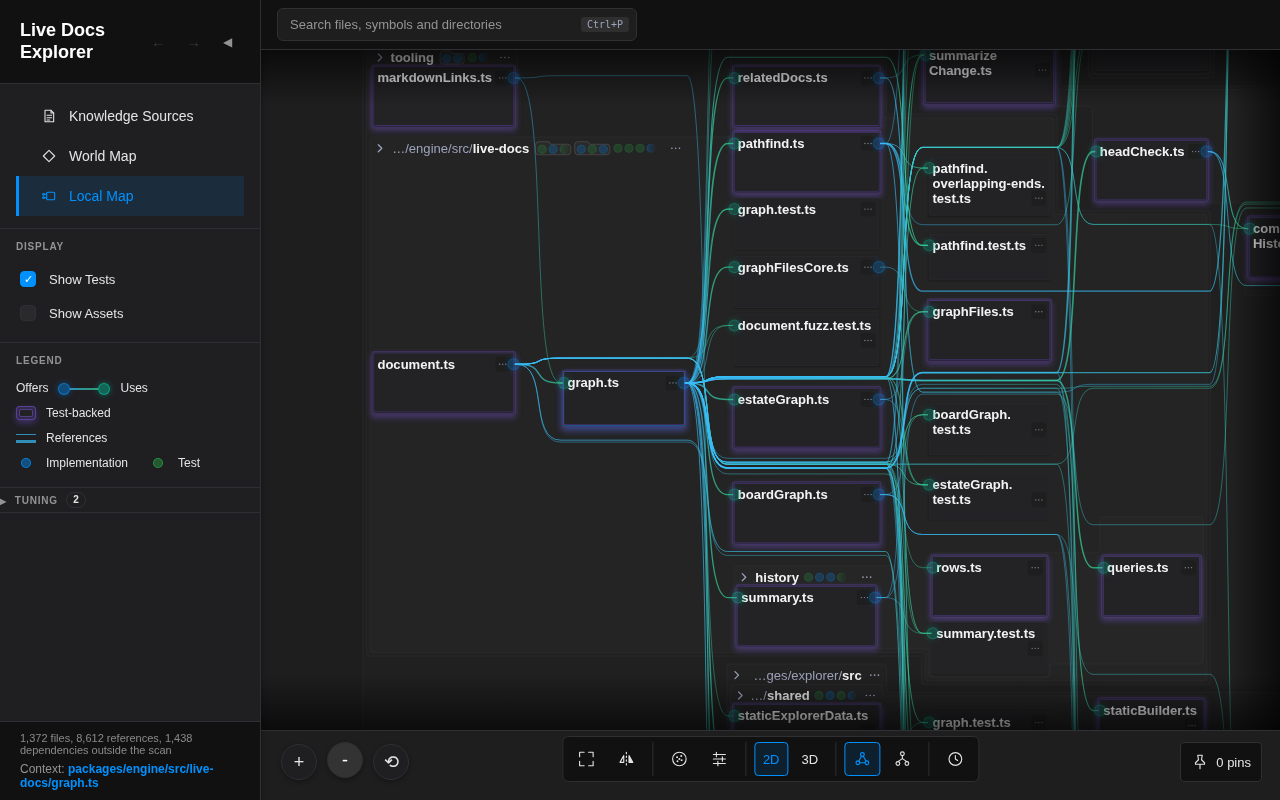 Live Docs
Explorer
← → ◀
Search files, symbols and directories
Ctrl+P
Knowledge Sources
World Map
Local Map
DISPLAY
Show Tests
Show Assets
LEGEND
Offers
Uses
Test-backed
References
Implementation
Test
TUNING
2
1,372 files, 8,612 references, 1,438
dependencies outside the scan
Context: packages/engine/src/live-
docs/graph.ts
tooling
markdownLinks.ts
…/engine/src/live-docs
document.ts
graph.ts
relatedDocs.ts
pathfind.ts
graph.test.ts
graphFilesCore.ts
document.fuzz.test.ts
estateGraph.ts
boardGraph.ts
history
summary.ts
…ges/explorer/src
…/shared
staticExplorerData.ts
summarize
Change.ts
pathfind.
overlapping-ends.
test.ts
pathfind.test.ts
graphFiles.ts
boardGraph.
test.ts
estateGraph.
test.ts
rows.ts
summary.test.ts
graph.test.ts
headCheck.ts
queries.ts
staticBuilder.ts
com
Histo
+
-
⟲
2D
3D
0 pins